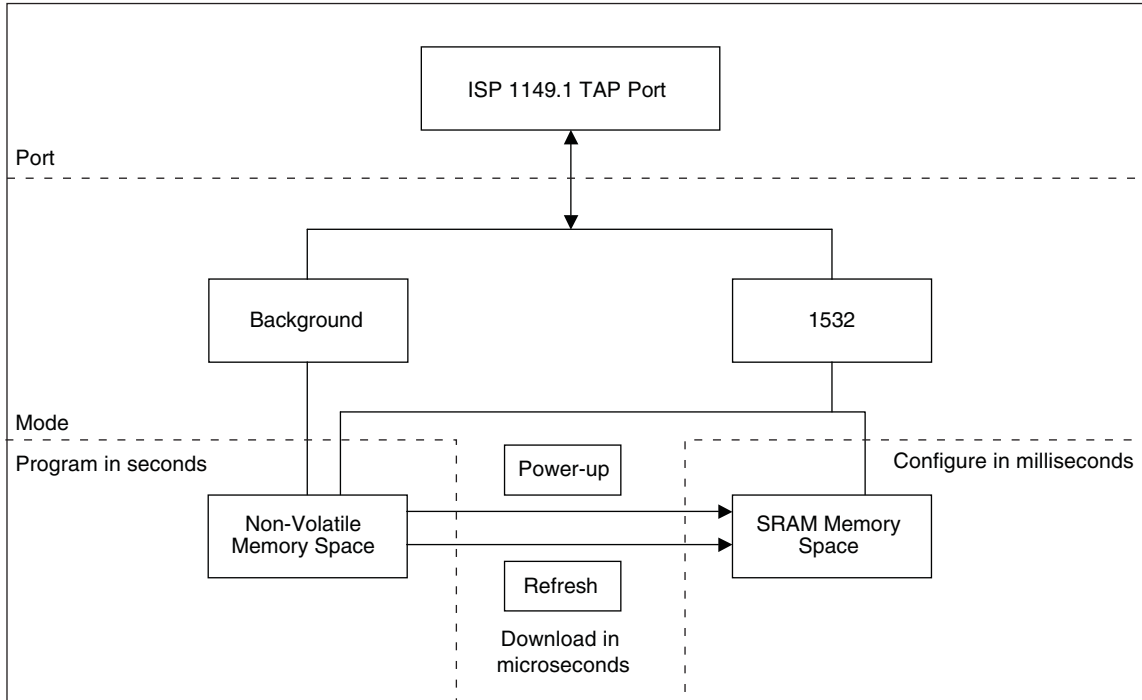 ISP 1149.1 TAP Port
Port
Background
1532
Mode
Program in seconds
Power-up
Configure in milliseconds
Non-Volatile
Memory Space
SRAM Memory
Space
Refresh
Download in
microseconds